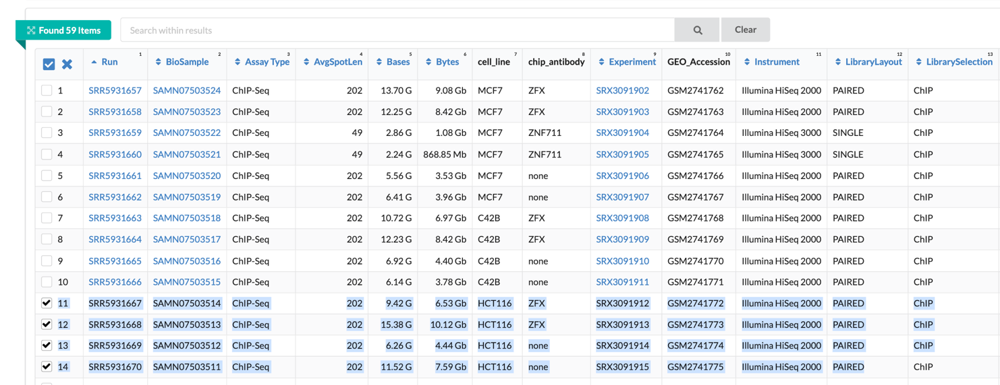 Found 59 Items
Search within results
Clear
1 2 3 4 5 6 7 8 9 10 11 12 13
Run BioSample Assay Type AvgSpotLen Bases Bytes cell_line chip_antibody Experiment GEO_Accession Instrument LibraryLayout LibrarySelection
1 SRR5931657 SAMN07503524 ChIP-Seq 202 13.70 G 9.08 Gb MCF7 ZFX SRX3091902 GSM2741762 Illumina HiSeq 2000 PAIRED ChIP
2 SRR5931658 SAMN07503523 ChIP-Seq 202 12.25 G 8.42 Gb MCF7 ZFX SRX3091903 GSM2741763 Illumina HiSeq 2000 PAIRED ChIP
3 SRR5931659 SAMN07503522 ChIP-Seq 49 2.86 G 1.08 Gb MCF7 ZNF711 SRX3091904 GSM2741764 Illumina HiSeq 3000 SINGLE ChIP
4 SRR5931660 SAMN07503521 ChIP-Seq 49 2.24 G 868.85 Mb MCF7 ZNF711 SRX3091905 GSM2741765 Illumina HiSeq 3000 SINGLE ChIP
5 SRR5931661 SAMN07503520 ChIP-Seq 202 5.56 G 3.53 Gb MCF7 none SRX3091906 GSM2741766 Illumina HiSeq 2000 PAIRED ChIP
6 SRR5931662 SAMN07503519 ChIP-Seq 202 6.41 G 3.96 Gb MCF7 none SRX3091907 GSM2741767 Illumina HiSeq 2000 PAIRED ChIP
7 SRR5931663 SAMN07503518 ChIP-Seq 202 10.72 G 6.97 Gb C42B ZFX SRX3091908 GSM2741768 Illumina HiSeq 2000 PAIRED ChIP
8 SRR5931664 SAMN07503517 ChIP-Seq 202 12.23 G 8.42 Gb C42B ZFX SRX3091909 GSM2741769 Illumina HiSeq 2000 PAIRED ChIP
9 SRR5931665 SAMN07503516 ChIP-Seq 202 6.92 G 4.40 Gb C42B none SRX3091910 GSM2741770 Illumina HiSeq 2000 PAIRED ChIP
10 SRR5931666 SAMN07503515 ChIP-Seq 202 6.14 G 3.78 Gb C42B none SRX3091911 GSM2741771 Illumina HiSeq 2000 PAIRED ChIP
11 SRR5931667 SAMN07503514 ChIP-Seq 202 9.42 G 6.53 Gb HCT116 ZFX SRX3091912 GSM2741772 Illumina HiSeq 2000 PAIRED ChIP
12 SRR5931668 SAMN07503513 ChIP-Seq 202 15.38 G 10.12 Gb HCT116 ZFX SRX3091913 GSM2741773 Illumina HiSeq 2000 PAIRED ChIP
13 SRR5931669 SAMN07503512 ChIP-Seq 202 6.26 G 4.44 Gb HCT116 none SRX3091914 GSM2741774 Illumina HiSeq 2000 PAIRED ChIP
14 SRR5931670 SAMN07503511 ChIP-Seq 202 11.52 G 7.59 Gb HCT116 none SRX3091915 GSM2741775 Illumina HiSeq 2000 PAIRED ChIP